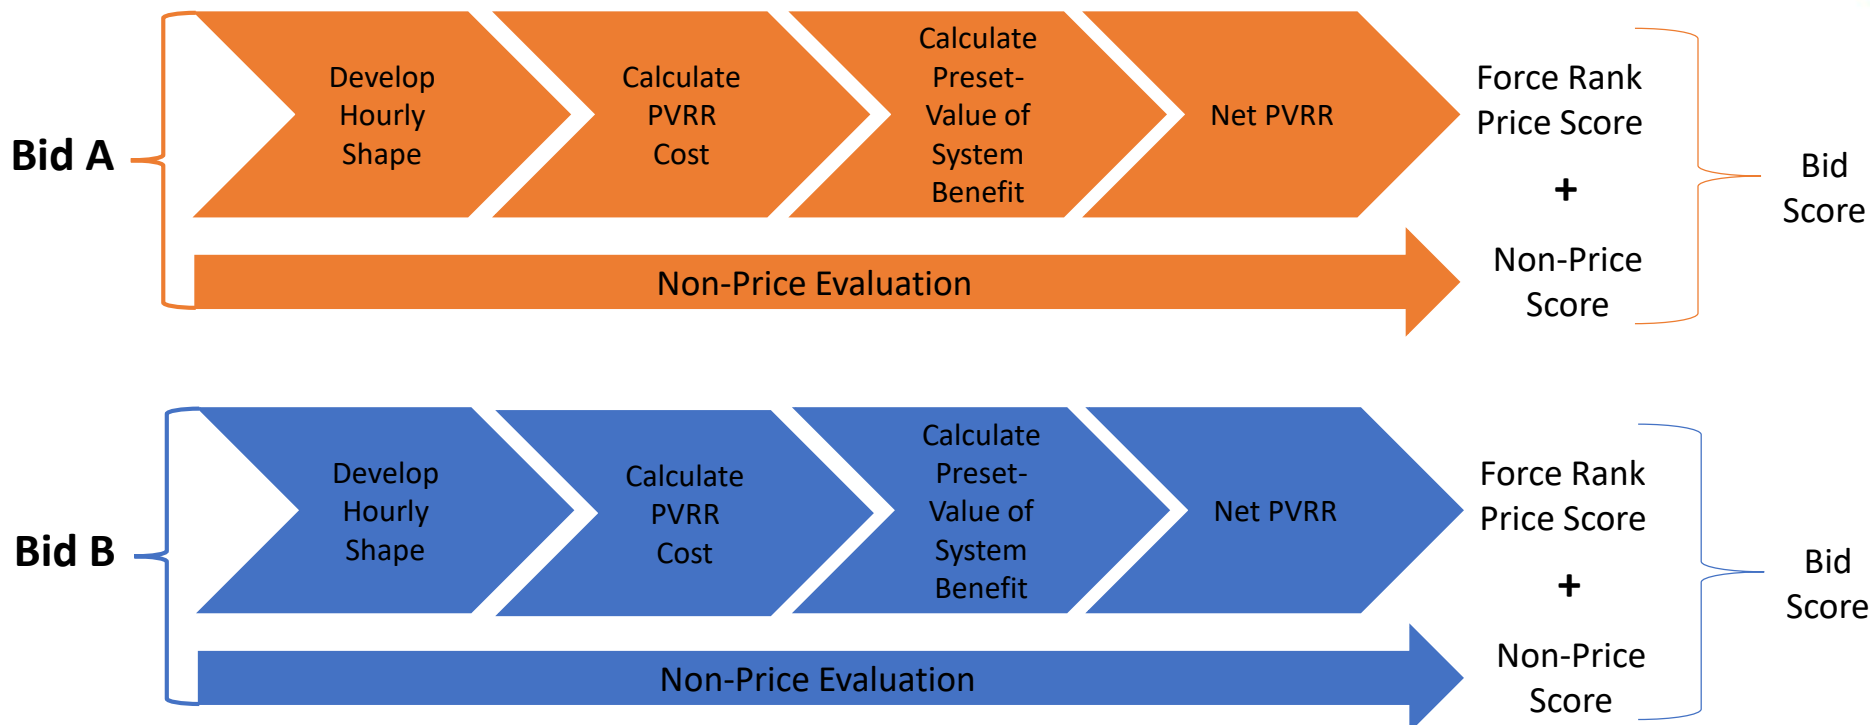 Bid A
Develop
Hourly
Shape
Calculate
PVRR
Cost
Calculate
Preset-
Value of
System
Benefit
Net PVRR
Non-Price Evaluation
Force Rank
Price Score
+
Non-Price
Score
Bid
Score
Bid B
Develop
Hourly
Shape
Calculate
PVRR
Cost
Calculate
Preset-
Value of
System
Benefit
Net PVRR
Non-Price Evaluation
Force Rank
Price Score
+
Non-Price
Score
Bid
Score